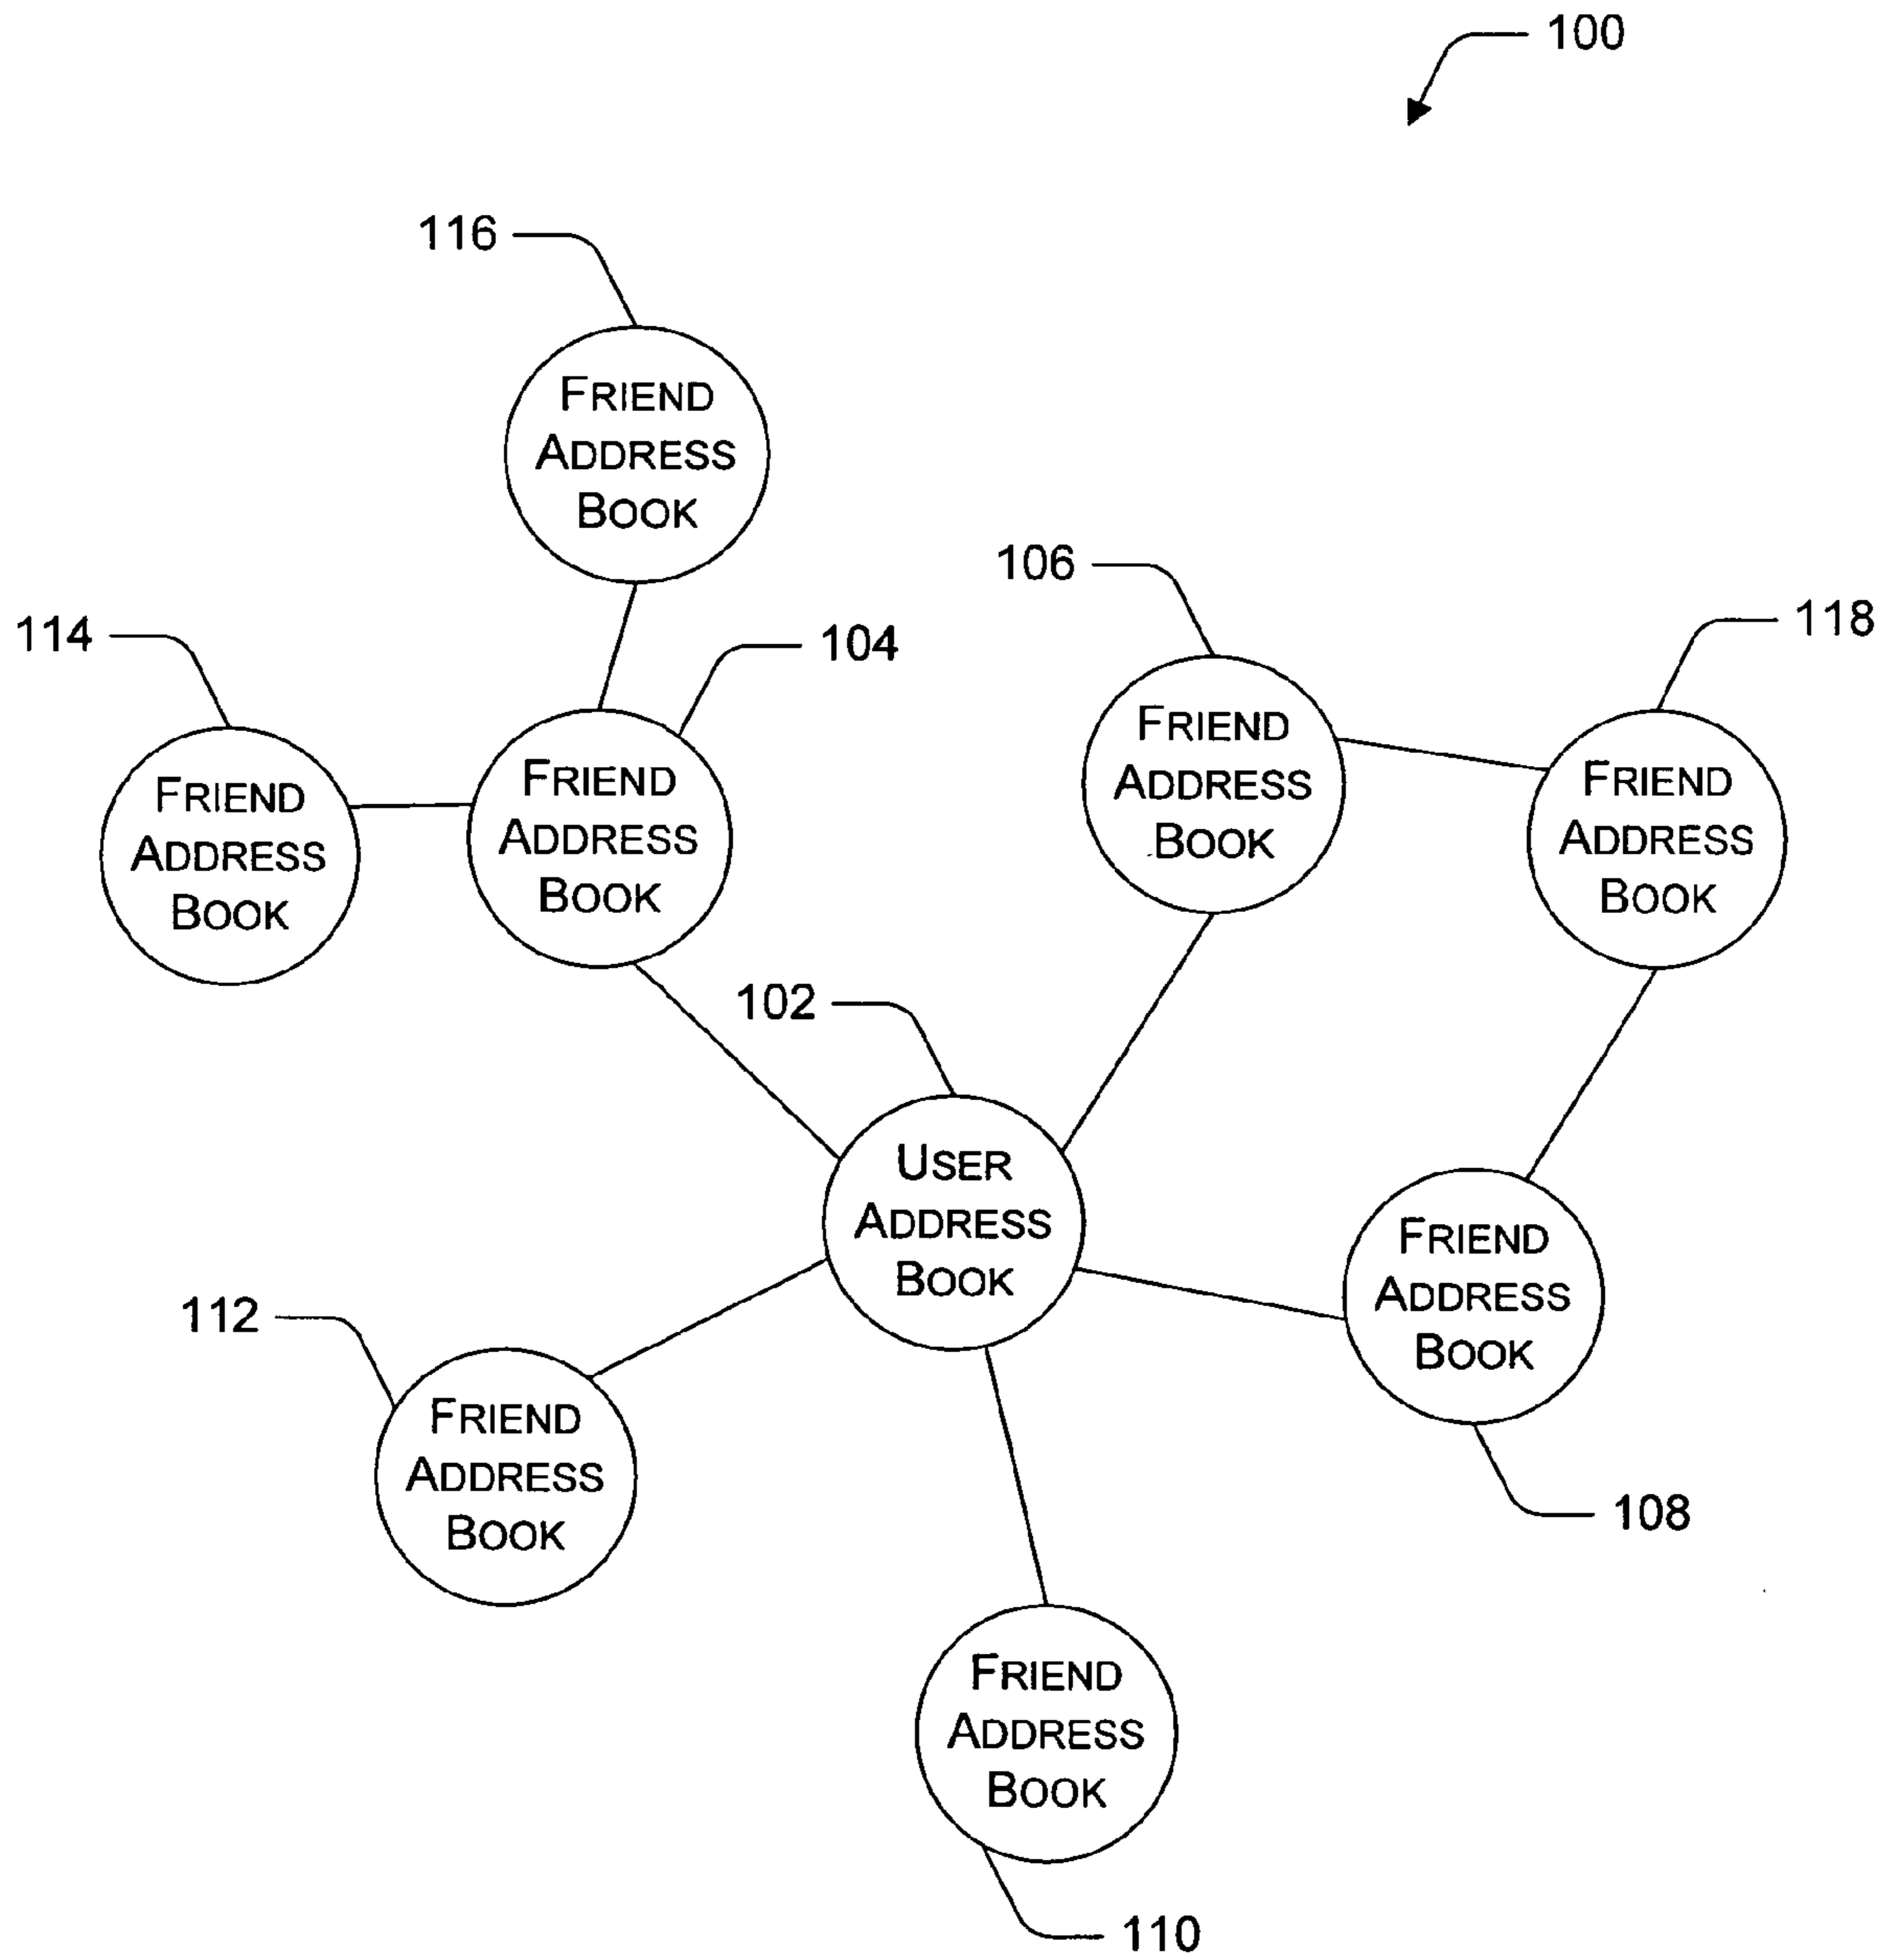 100
116
FRIEND
ADDRESS
BOOK
106
114
104
118
FRIEND
ADDRESS
BOOK
FRIEND
ADDRESS
BOOK
FRIEND
ADDRESS
BOOK
FRIEND
ADDRESS
BOOK
102
USER
ADDRESS
BOOK
FRIEND
ADDRESS
BOOK
112
FRIEND
ADDRESS
BOOK
108
FRIEND
ADDRESS
BOOK
110